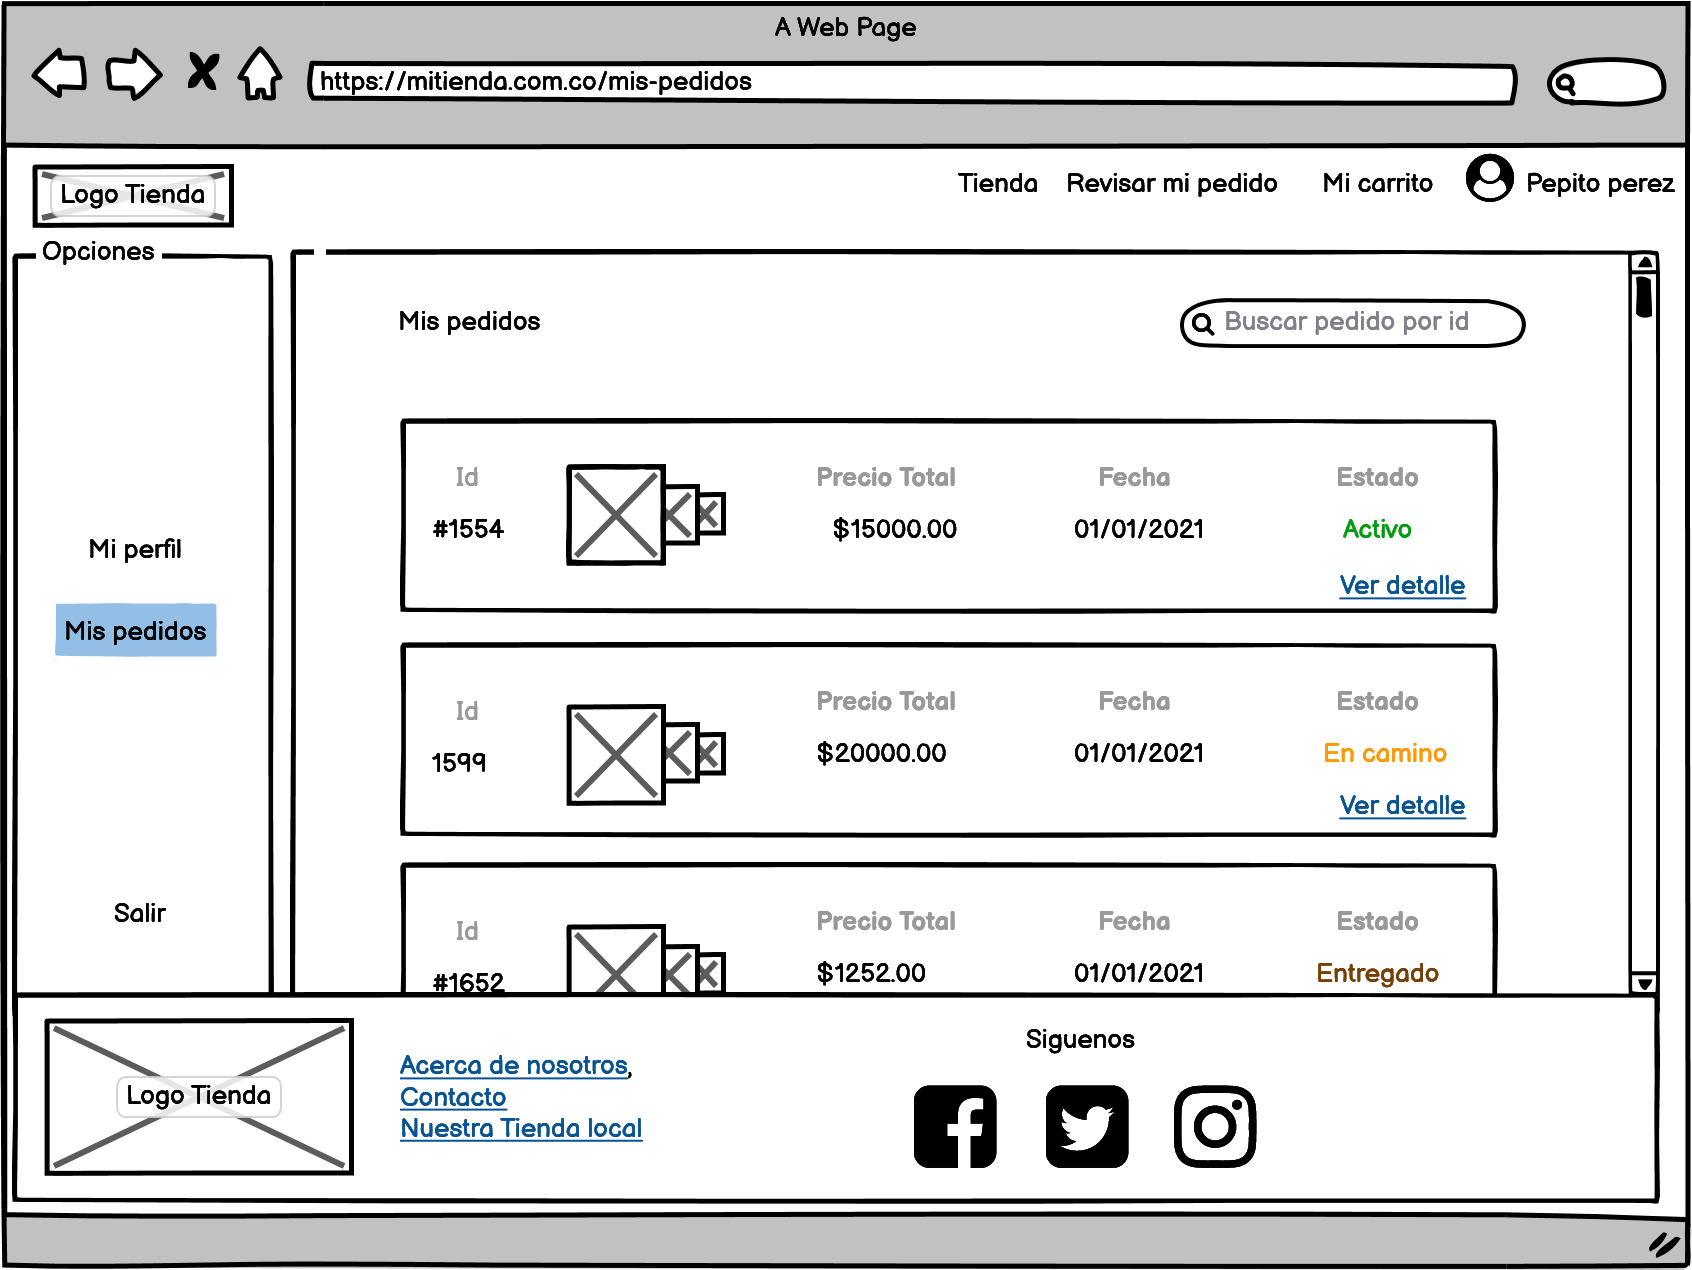 A Web Page
https://mitienda.com.co/mis-pedidos
Logo Tienda
Tienda Revisar mi pedido Mi carrito Pepito perez
Opciones
Mi perfil
Mis pedidos
Salir
Mis pedidos
Buscar pedido por id
Id Precio Total Fecha Estado
#1554 $15000.00 01/01/2021 Activo
Ver detalle
Id Precio Total Fecha Estado
1599 $20000.00 01/01/2021 En camino
Ver detalle
Id Precio Total Fecha Estado
#1652 $1252.00 01/01/2021 Entregado
Logo Tienda
Acerca de nosotros,
Contacto
Nuestra Tienda local
Siguenos